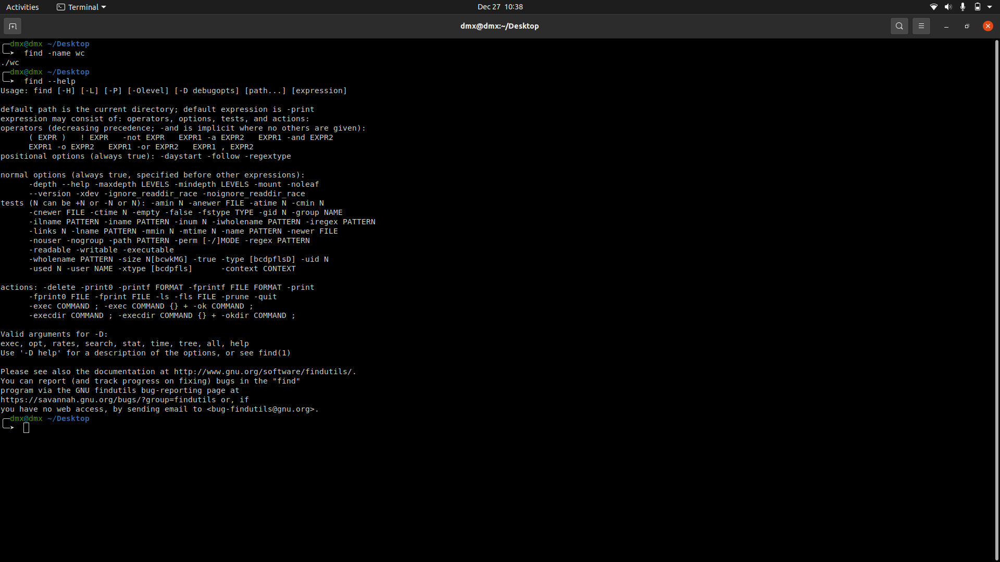 Activities Terminal Dec 27 10:38
dmx@dmx:~/Desktop
dmx@dmx ~/Desktop
find -name wc
./wc
dmx@dmx ~/Desktop
find --help
Usage: find [-H] [-L] [-P] [-Olevel] [-D debugopts] [path...] [expression]

default path is the current directory; default expression is -print
expression may consist of: operators, options, tests, and actions:
operators (decreasing precedence; -and is implicit where no others are given):
      ( EXPR )   ! EXPR   -not EXPR   EXPR1 -a EXPR2   EXPR1 -and EXPR2
      EXPR1 -o EXPR2   EXPR1 -or EXPR2   EXPR1 , EXPR2
positional options (always true): -daystart -follow -regextype

normal options (always true, specified before other expressions):
      -depth --help -maxdepth LEVELS -mindepth LEVELS -mount -noleaf
      --version -xdev -ignore_readdir_race -noignore_readdir_race
tests (N can be +N or -N or N): -amin N -anewer FILE -atime N -cmin N
      -cnewer FILE -ctime N -empty -false -fstype TYPE -gid N -group NAME
      -ilname PATTERN -iname PATTERN -inum N -iwholename PATTERN -iregex PATTERN
      -links N -lname PATTERN -mmin N -mtime N -name PATTERN -newer FILE
      -nouser -nogroup -path PATTERN -perm [-/]MODE -regex PATTERN
      -readable -writable -executable
      -wholename PATTERN -size N[bcwkMG] -true -type [bcdpflsD] -uid N
      -used N -user NAME -xtype [bcdpfls]      -context CONTEXT

actions: -delete -print0 -printf FORMAT -fprintf FILE FORMAT -print
      -fprint0 FILE -fprint FILE -ls -fls FILE -prune -quit
      -exec COMMAND ; -exec COMMAND {} + -ok COMMAND ;
      -execdir COMMAND ; -execdir COMMAND {} + -okdir COMMAND ;

Valid arguments for -D:
exec, opt, rates, search, stat, time, tree, all, help
Use '-D help' for a description of the options, or see find(1)

Please see also the documentation at http://www.gnu.org/software/findutils/.
You can report (and track progress on fixing) bugs in the "find"
program via the GNU findutils bug-reporting page at
https://savannah.gnu.org/bugs/?group=findutils or, if
you have no web access, by sending email to <bug-findutils@gnu.org>.
dmx@dmx ~/Desktop